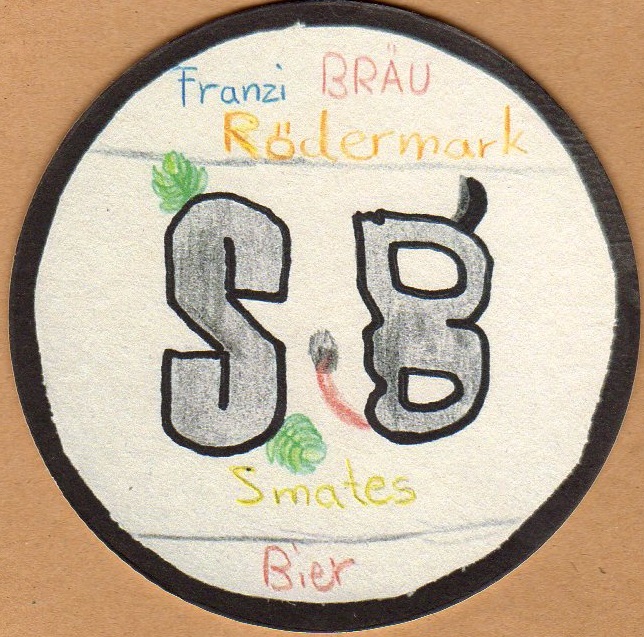 Franzi BRÄU
Rödermark
SB
Smates
Bier